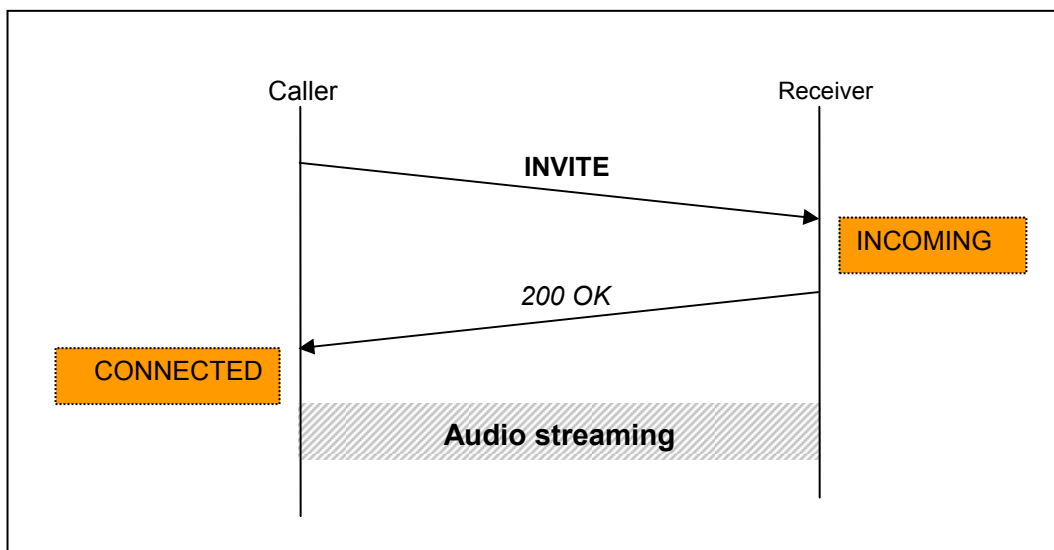 Caller
Receiver
INVITE
INCOMING
200 OK
CONNECTED
Audio streaming